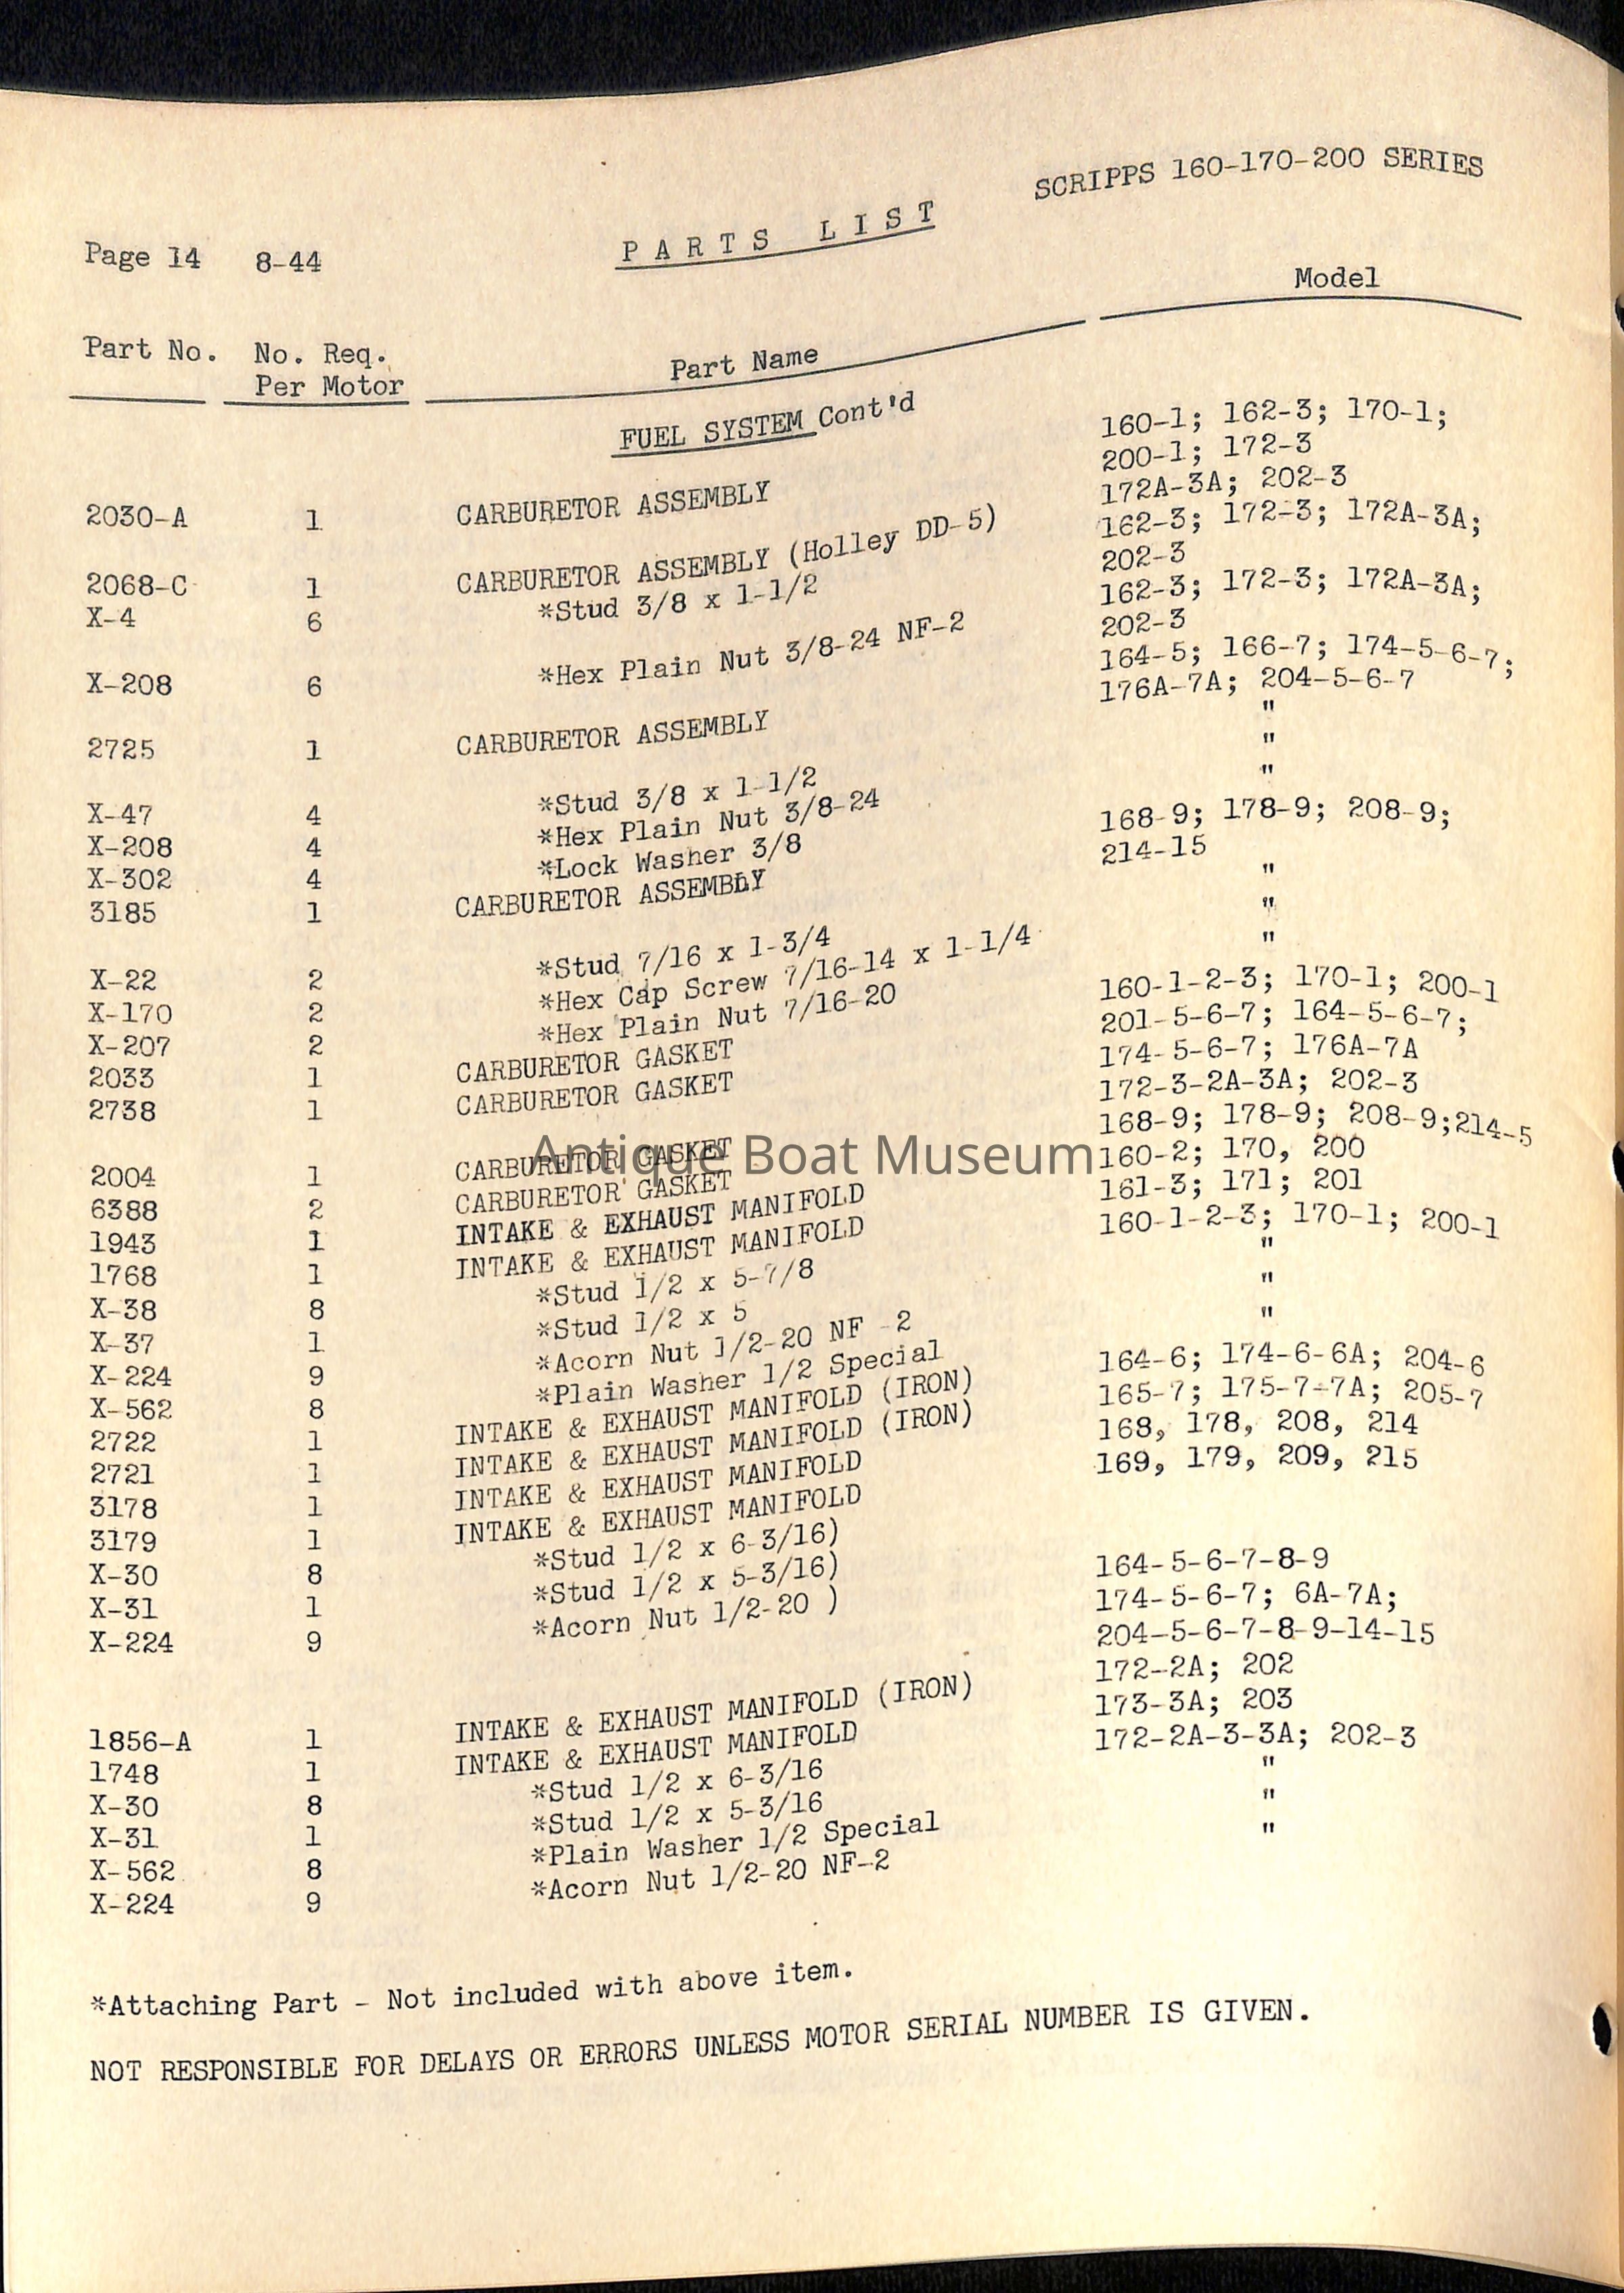 SCRIPPS 160-170-200 SERIES
Page 14 8-44 PARTS LIST
Model
Part No. No. Req. Part Name
Per Motor
FUEL SYSTEM Cont'd
2030-A 1 CARBURETOR ASSEMBLY 160-1; 162-3; 170-1;
200-1; 172-3
2068-C 1 CARBURETOR ASSEMBLY (Holley DD-5) 172A-3A; 202-3
X-4 6 *Stud 3/8 x 1-1/2 162-3; 172-3; 172A-3A;
202-3
X-208 6 *Hex Plain Nut 3/8-24 NF-2 162-3; 172-3; 172A-3A;
202-3
2725 1 CARBURETOR ASSEMBLY 164-5; 166-7; 174-5-6-7;
176A-7A; 204-5-6-7
X-47 4 *Stud 3/8 x 1-1/2 "
X-208 4 *Hex Plain Nut 3/8-24 "
X-302 4 *Lock Washer 3/8 "
3185 1 CARBURETOR ASSEMBLY 168-9; 178-9; 208-9;
214-15
X-22 2 *Stud 7/16 x 1-3/4 "
X-170 2 *Hex Cap Screw 7/16-14 x 1-1/4 "
X-207 2 *Hex Plain Nut 7/16-20 "
2033 1 CARBURETOR GASKET 160-1-2-3; 170-1; 200-1
2738 1 CARBURETOR GASKET 201-5-6-7; 164-5-6-7;
174-5-6-7; 176A-7A
2004 1 CARBURETOR GASKET 172-3-2A-3A; 202-3
6388 2 CARBURETOR GASKET 168-9; 178-9; 208-9;214-5
1943 1 INTAKE & EXHAUST MANIFOLD 160-2; 170, 200
1768 1 INTAKE & EXHAUST MANIFOLD 161-3; 171; 201
X-38 8 *Stud 1/2 x 5-7/8 160-1-2-3; 170-1; 200-1
X-37 1 *Stud 1/2 x 5 "
X-224 9 *Acorn Nut 1/2-20 NF -2 "
X-562 8 *Plain Washer 1/2 Special "
2722 1 INTAKE & EXHAUST MANIFOLD (IRON) 164-6; 174-6-6A; 204-6
2721 1 INTAKE & EXHAUST MANIFOLD (IRON) 165-7; 175-7-7A; 205-7
3178 1 INTAKE & EXHAUST MANIFOLD 168, 178, 208, 214
3179 1 INTAKE & EXHAUST MANIFOLD 169, 179, 209, 215
X-30 8 *Stud 1/2 x 6-3/16)
X-31 1 *Stud 1/2 x 5-3/16)
X-224 9 *Acorn Nut 1/2-20 ) 164-5-6-7-8-9
174-5-6-7; 6A-7A;
204-5-6-7-8-9-14-15
1856-A 1 INTAKE & EXHAUST MANIFOLD (IRON) 172-2A; 202
1748 1 INTAKE & EXHAUST MANIFOLD 173-3A; 203
X-30 8 *Stud 1/2 x 6-3/16 172-2A-3-3A; 202-3
X-31 1 *Stud 1/2 x 5-3/16 "
X-562 8 *Plain Washer 1/2 Special "
X-224 9 *Acorn Nut 1/2-20 NF-2 "
*Attaching Part - Not included with above item.
NOT RESPONSIBLE FOR DELAYS OR ERRORS UNLESS MOTOR SERIAL NUMBER IS GIVEN.
Antique Boat Museum